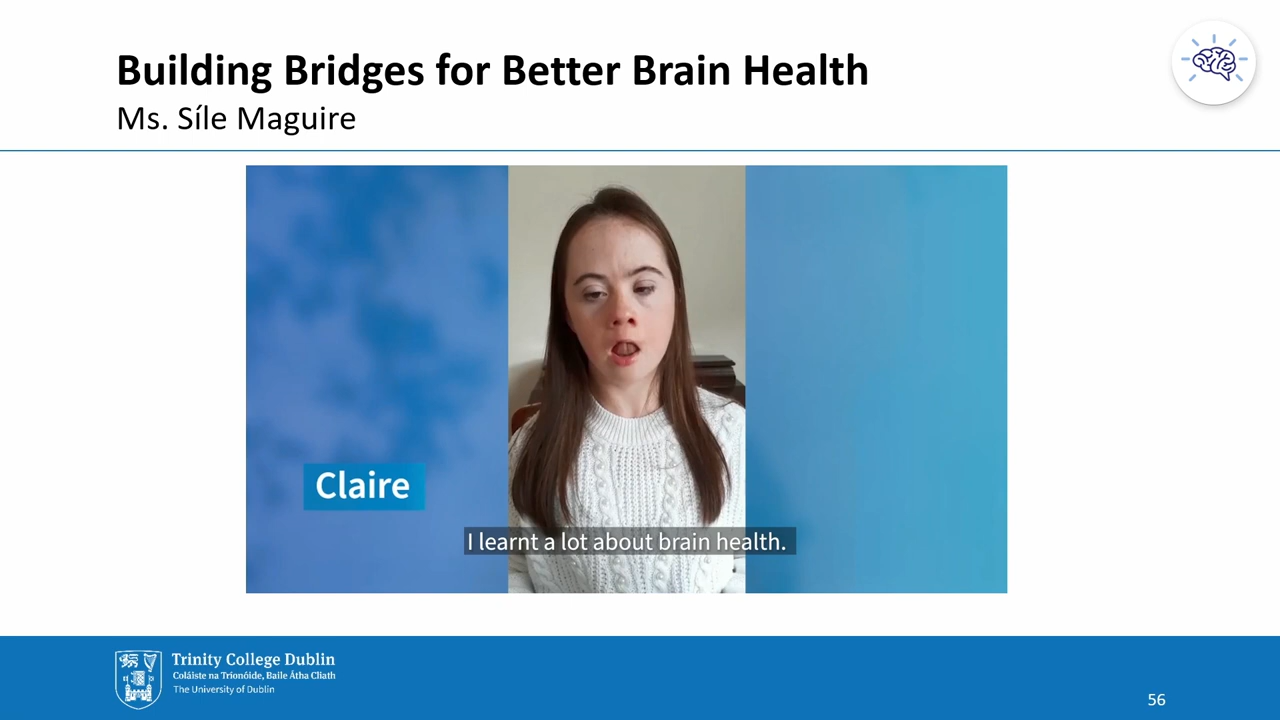 Building Bridges for Better Brain Health
Ms. Síle Maguire
Claire
I learnt a lot about brain health.
Trinity College Dublin
Coláiste na Tríonóide, Baile Átha Cliath
The University of Dublin
56